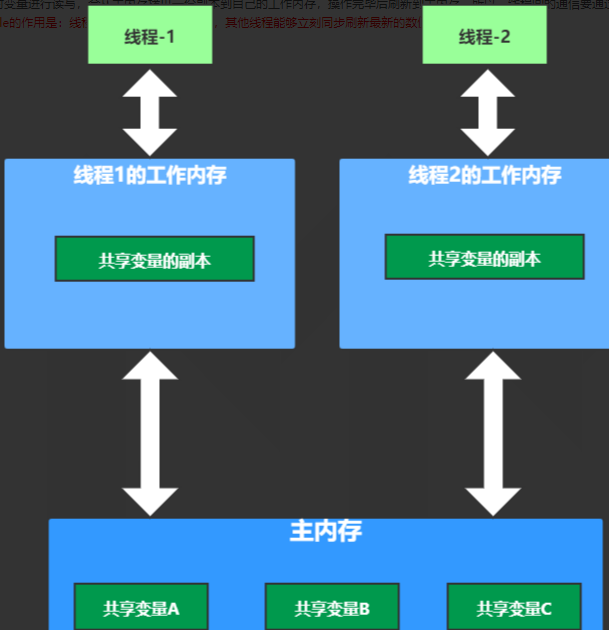 变量进行读写，
到自己的工作内存，操作完毕后刷新到
le的作用是：线程
，其他线程能够立刻同步刷新最新的数据
线程-1
线程-2
线程1的工作内存
线程2的工作内存
共享变量的副本
共享变量的副本
主内存
共享变量A
共享变量B
共享变量C